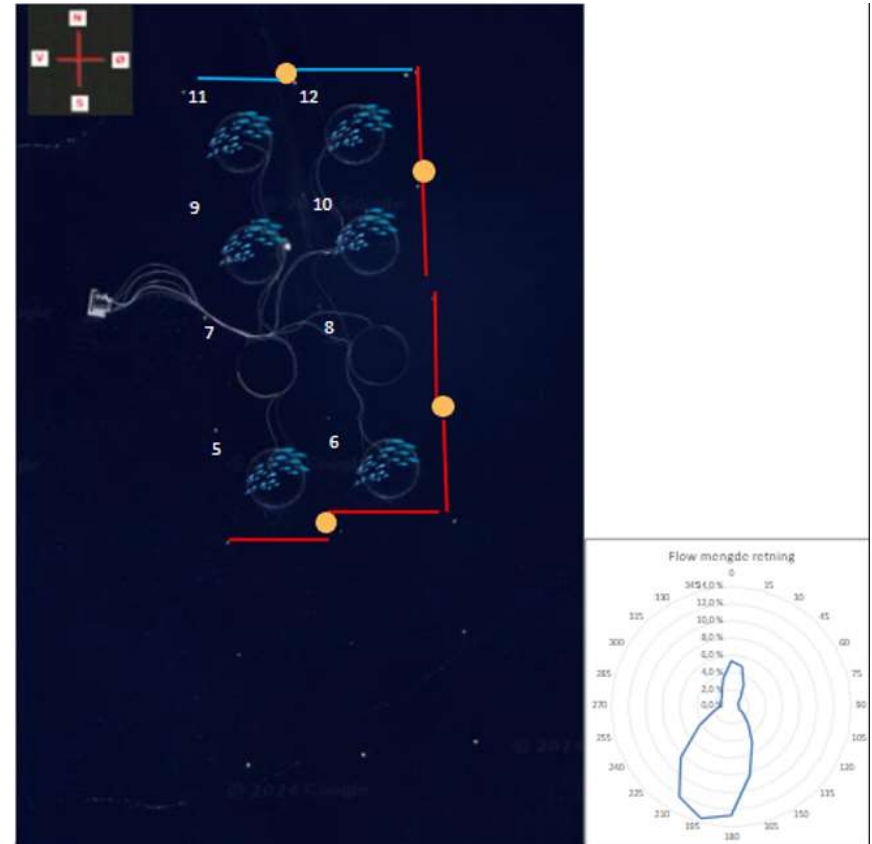 N
V Ø
S
11 12
9 10
7 8
5 6
© 2024 Google
Flow mengde retning
0
345 14,0 % 15
330 12,0 % 30
315 10,0 % 45
300 8,0 % 60
6,0 %
285 4,0 % 75
2,0 %
270 0,0 % 90
255 105
240 120
225 135
210 150
195 165
180